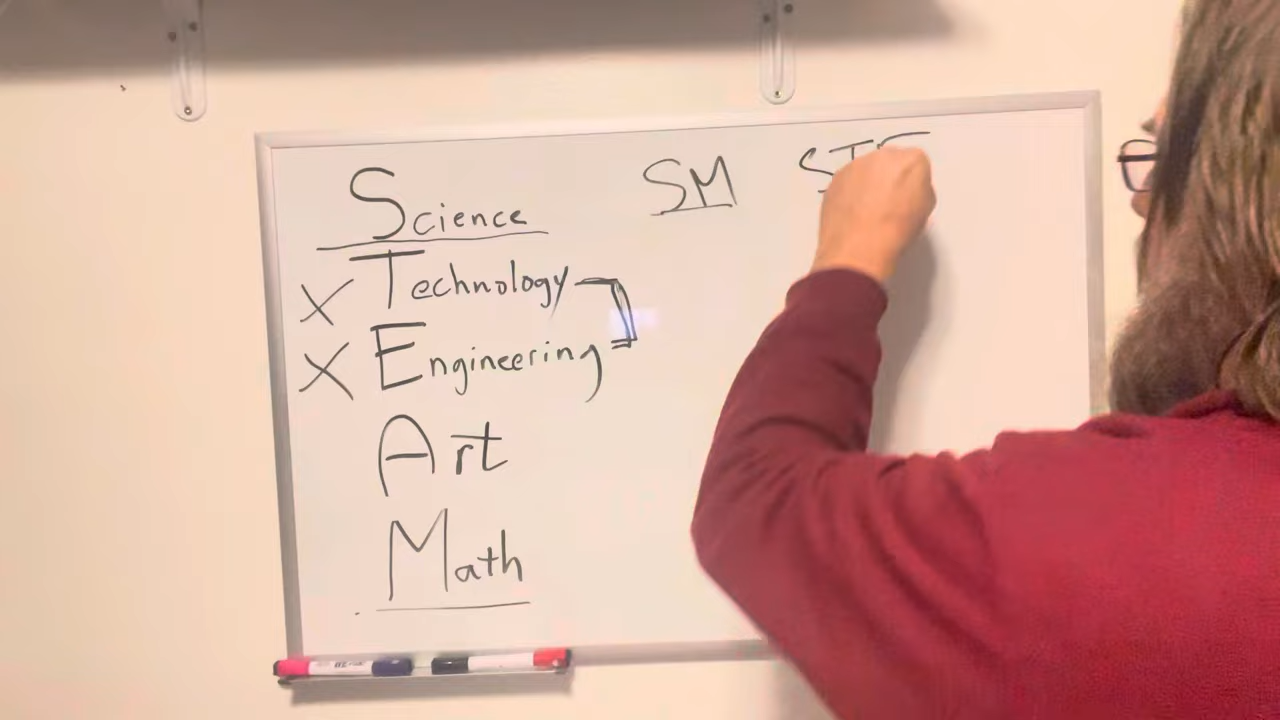 Science
X Technology
X Engineering
Art
Math
SM STE